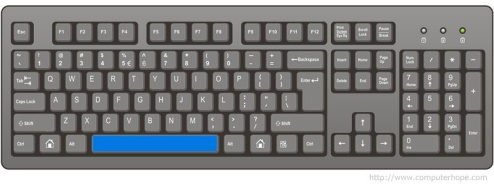 Esc F1 F2 F3 F4 F5 F6 F7 F8 F9 F10 F11 F12 Print Screen Sys Rq Scroll Lock Pause Break
~ ` ! 1 @ 2 # 3 $ 4 % 5 € ^ 6 & 7 * 8 ( 9 ) 0 _ - + = ←Backspace Insert Home Page Up Num Lock / * -
Tab Q W E R T Y U I O P { [ } ] Enter ↵ Delete End Page Down 7 Home 8 ↑ 9 PgUp +
Caps Lock A S D F G H J K L : ; 4 ← 5 6 →
Shift Z X C V B N M < , > . ? / Shift ↑ 1 End 2 ↓ 3 PgDn Enter
Ctrl Alt Alt Ctrl ← ↓ → 0 Ins . Del
http://www.computerhope.com